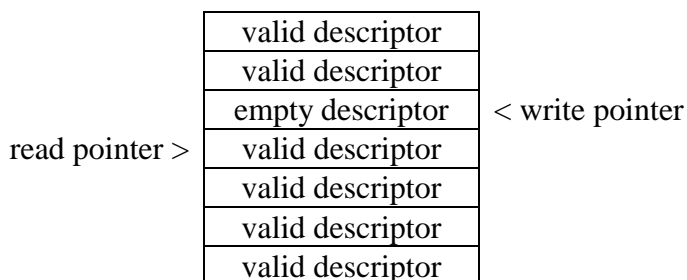 valid descriptor
valid descriptor
empty descriptor < write pointer
read pointer > valid descriptor
valid descriptor
valid descriptor
valid descriptor